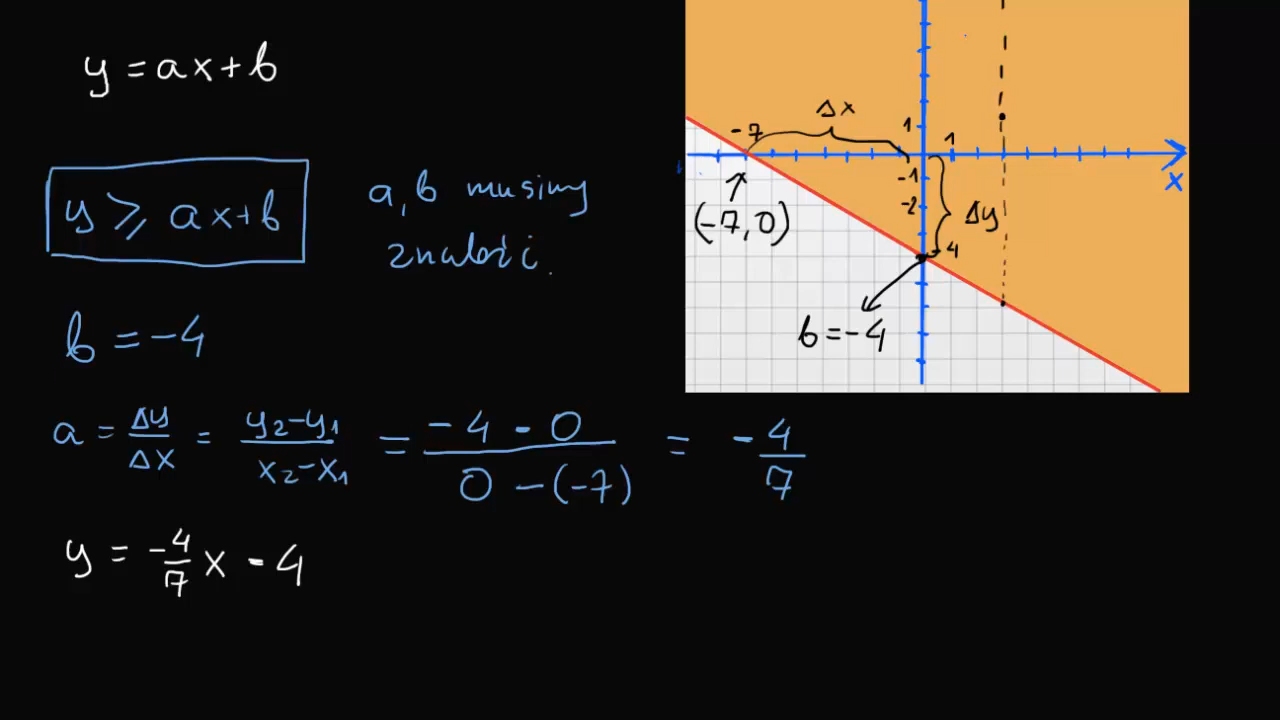 y = ax+b
y ⩾ ax+b
a, b musimy
znaleźć.
b = -4
a = Δy/Δx = y₂-y₁/x₂-x₁ = -4 - 0/0 - (-7) = -4/7
y = -4/7 x - 4
Δx
-7
1
1
x
-1
(-7,0)
-2
Δy
-4
b=-4